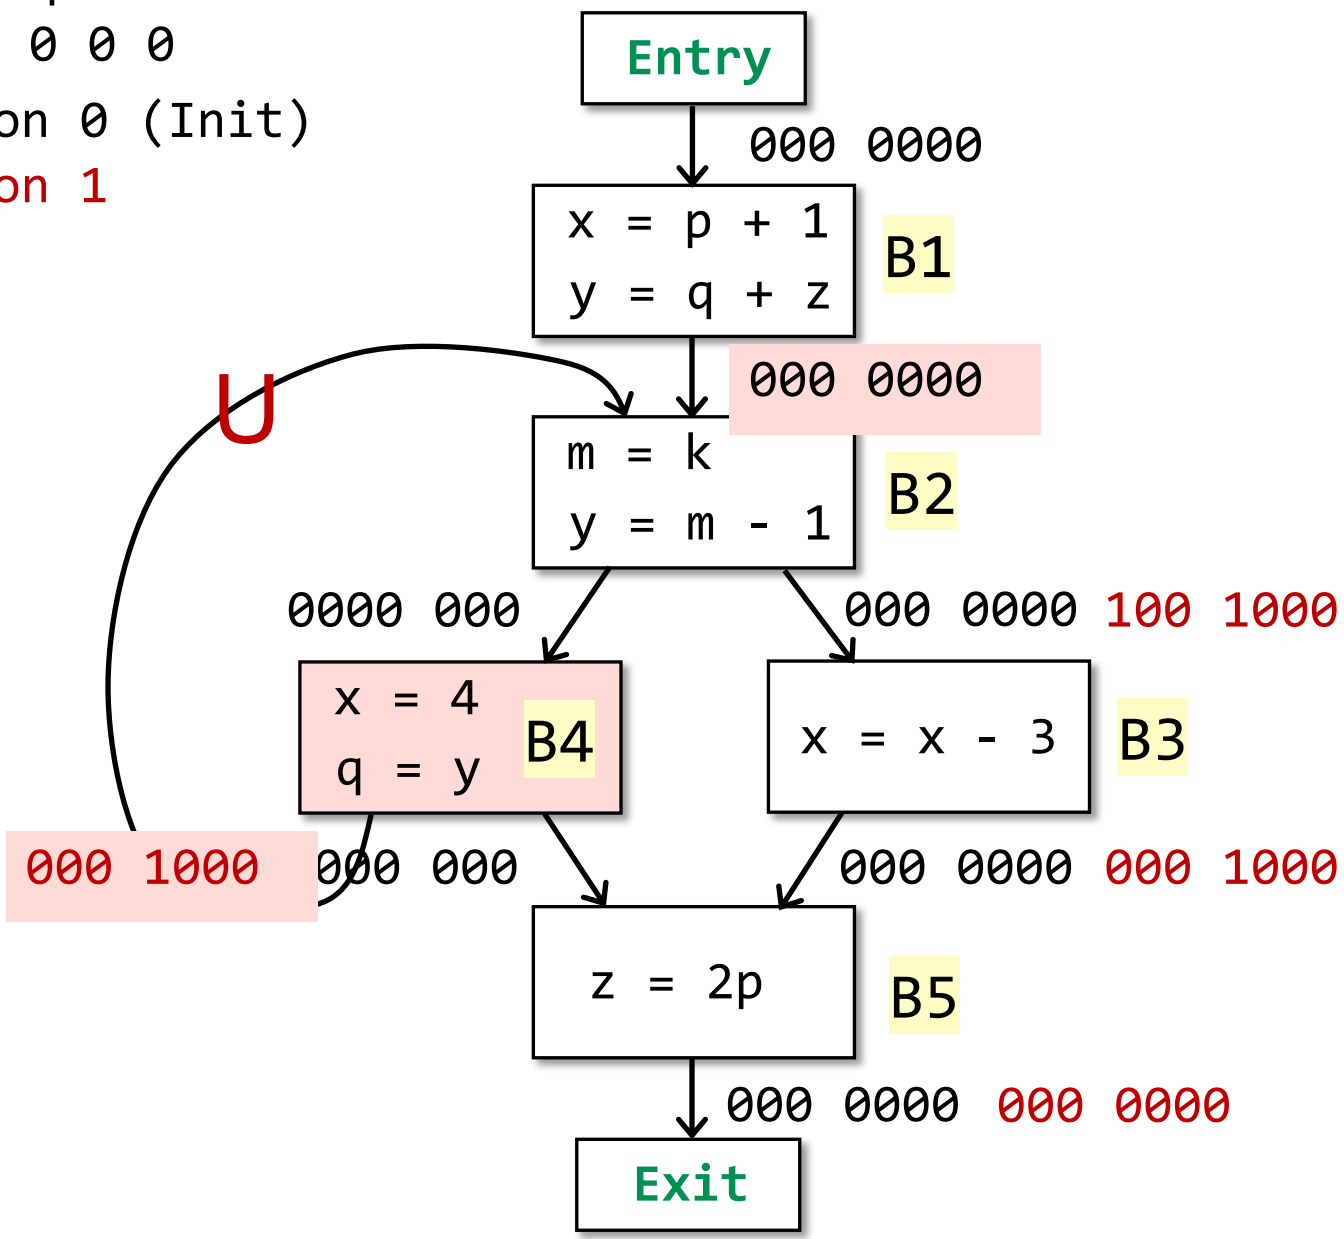 0 0 0
Entry
on 0 (Init)
000 0000
on 1
x = p + 1
B1
y = q + z
000 0000
U
m = k
B2
y = m - 1
0000 000
000 0000 100 1000
x = 4
B4
q = y
x = x - 3
B3
000 1000
000 000
000 0000 000 1000
z = 2p
B5
000 0000 000 0000
Exit